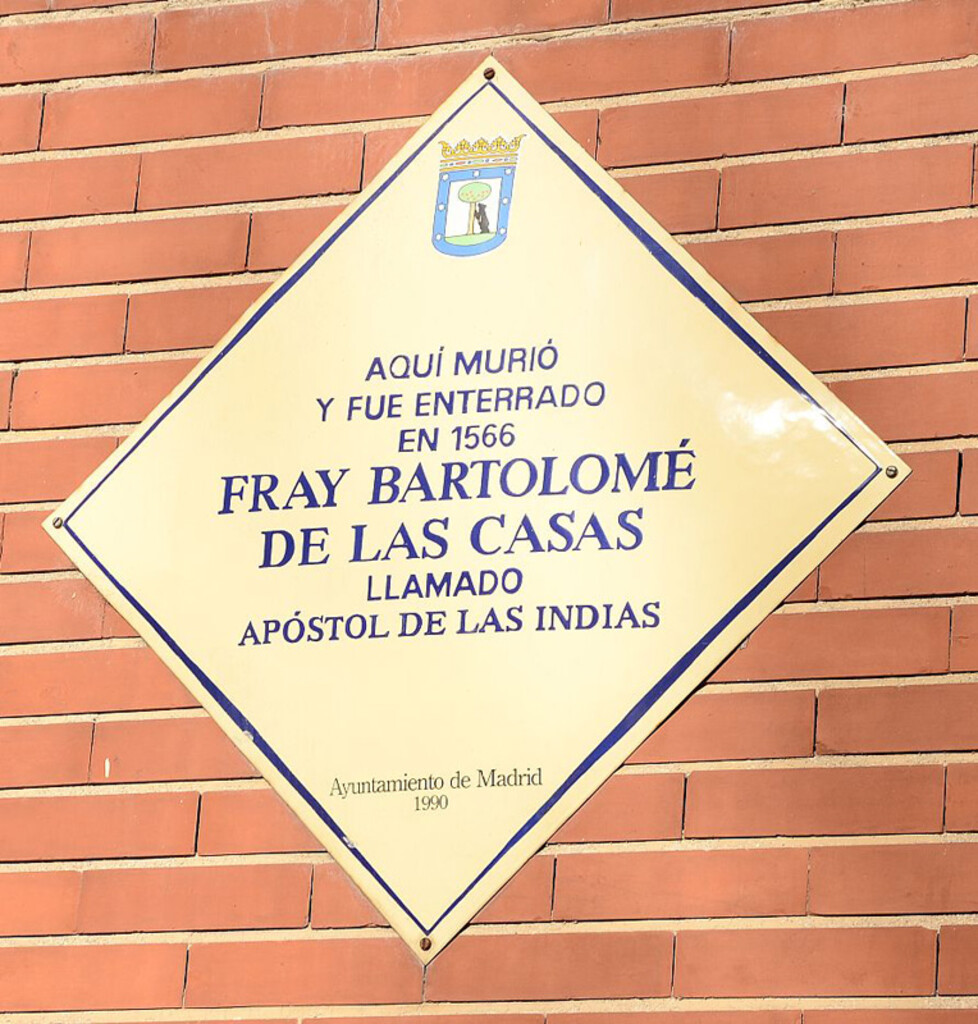 AQUÍ MURIÓ
Y FUE ENTERRADO
EN 1566
FRAY BARTOLOMÉ
DE LAS CASAS
LLAMADO
APÓSTOL DE LAS INDIAS
Ayuntamiento de Madrid
1990